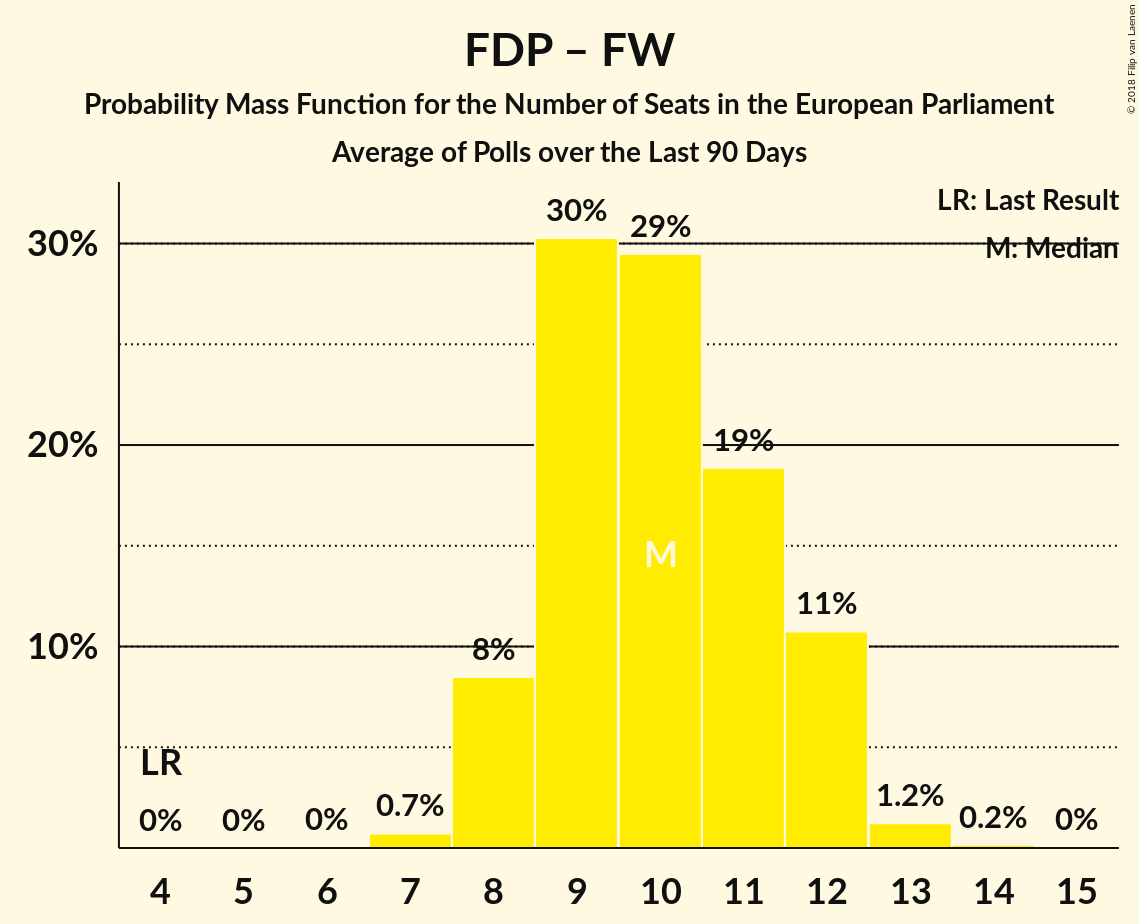 FDP – FW
Probability Mass Function for the Number of Seats in the European Parliament
Average of Polls over the Last 90 Days
© 2018 Filip van Laenen
LR: Last Result
M: Median
30%
20%
10%
LR
0%
0%
0%
0.7%
8%
30%
29%
19%
11%
1.2%
0.2%
0%
M
4 5 6 7 8 9 10 11 12 13 14 15